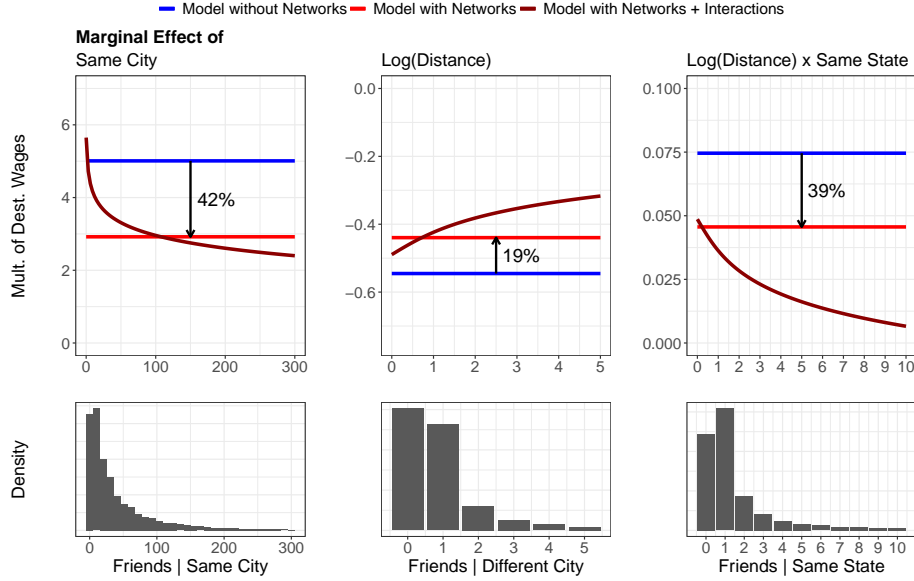 Model without Networks Model with Networks Model with Networks + Interactions
Marginal Effect of
Same City
Log(Distance)
Log(Distance) x Same State
Mult. of Dest. Wages
6
4
2
0
42%
0 100 200 300
0.0
−0.2
−0.4
−0.6
19%
0 1 2 3 4 5
0.100
0.075
0.050
0.025
0.000
39%
0 1 2 3 4 5 6 7 8 9 10
Density
0 100 200 300
Friends | Same City
0 1 2 3 4 5
Friends | Different City
0 1 2 3 4 5 6 7 8 9 10
Friends | Same State